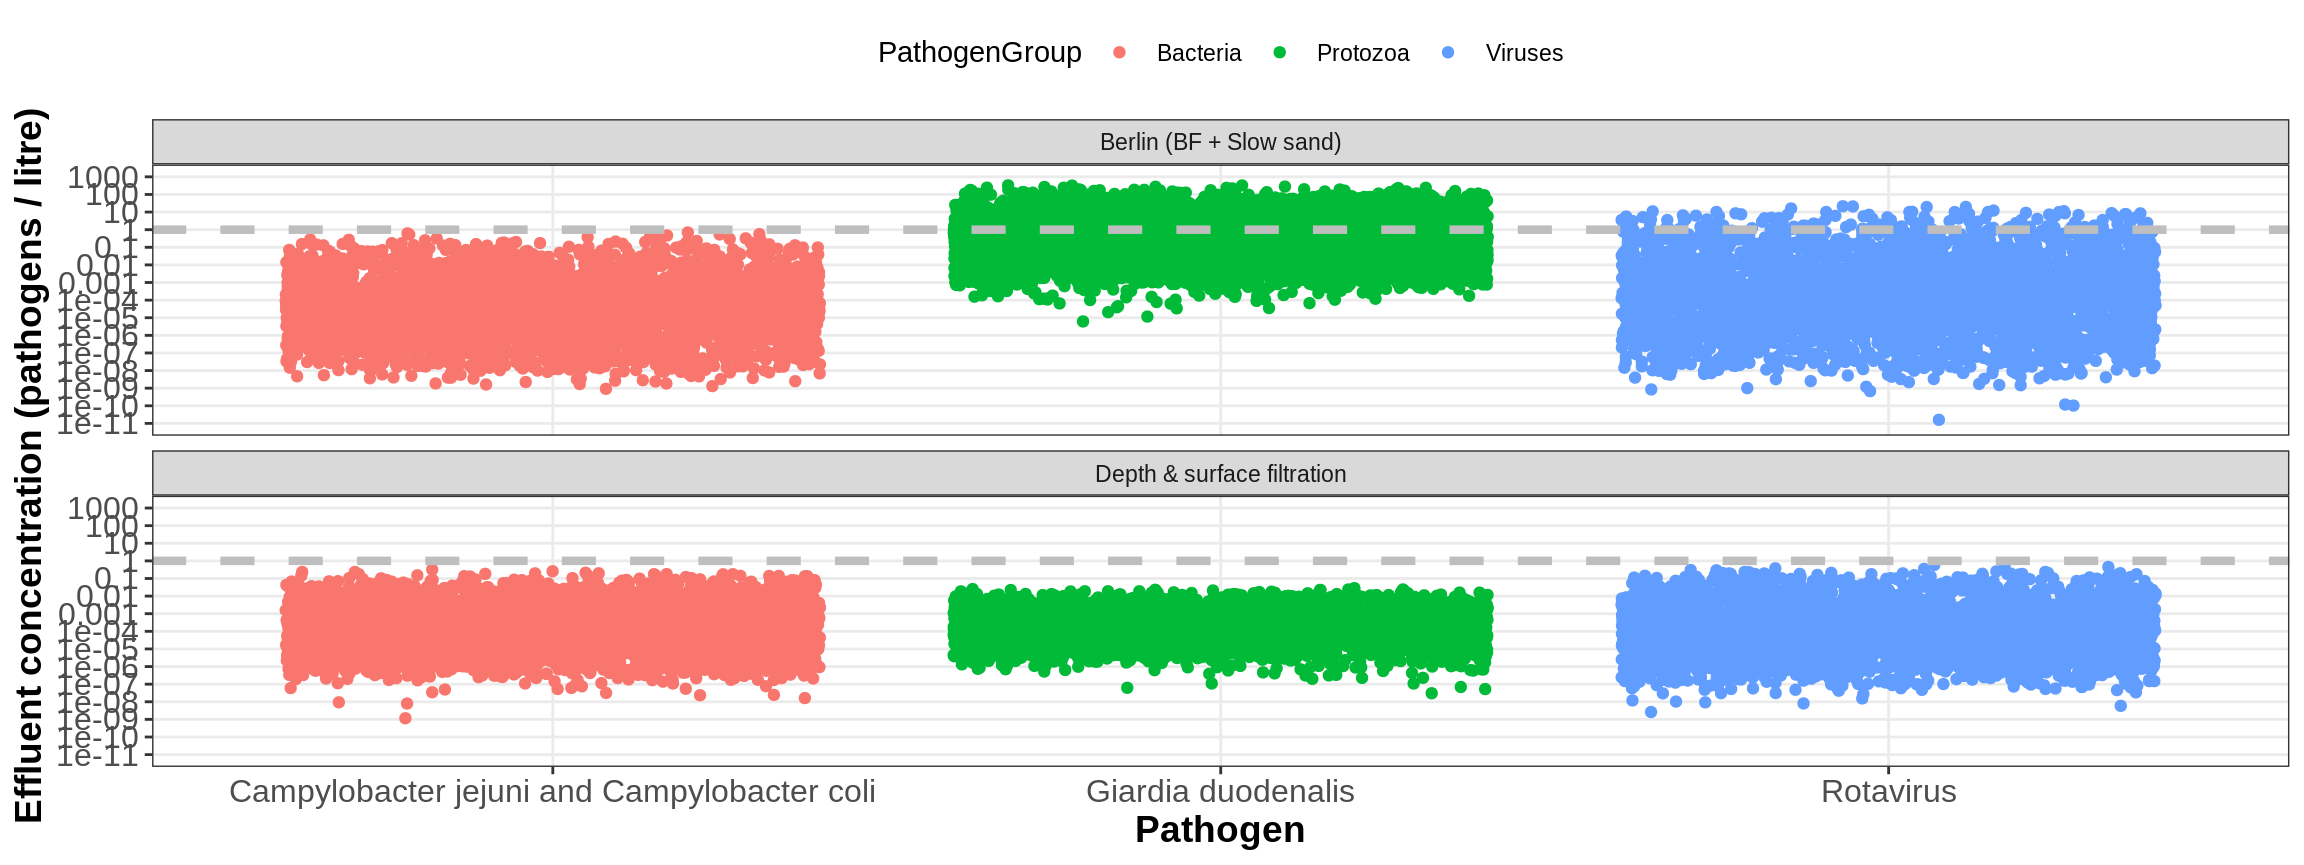 PathogenGroup Bacteria Protozoa Viruses
Effluent concentration (pathogens / litre)
Berlin (BF + Slow sand)
1000
100
10
1
0.1
0.01
0.001
1e-04
1e-05
1e-06
1e-07
1e-08
1e-09
1e-10
1e-11
Depth & surface filtration
1000
100
10
1
0.1
0.01
0.001
1e-04
1e-05
1e-06
1e-07
1e-08
1e-09
1e-10
1e-11
Campylobacter jejuni and Campylobacter coli Giardia duodenalis Rotavirus
Pathogen